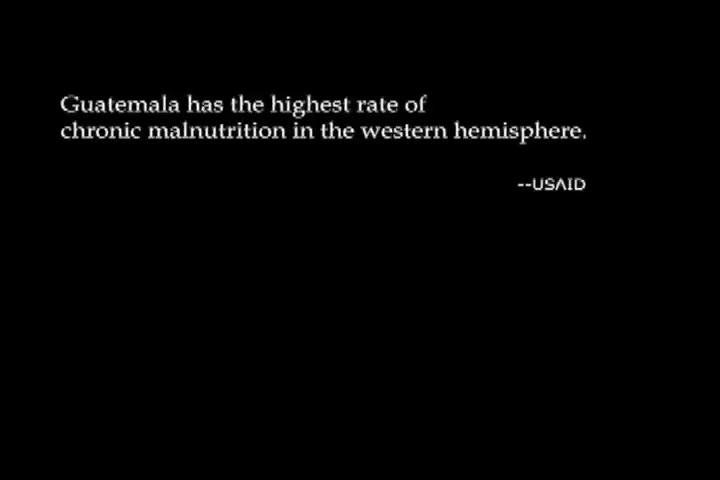 Guatemala has the highest rate of
chronic malnutrition in the western hemisphere.
--USAID